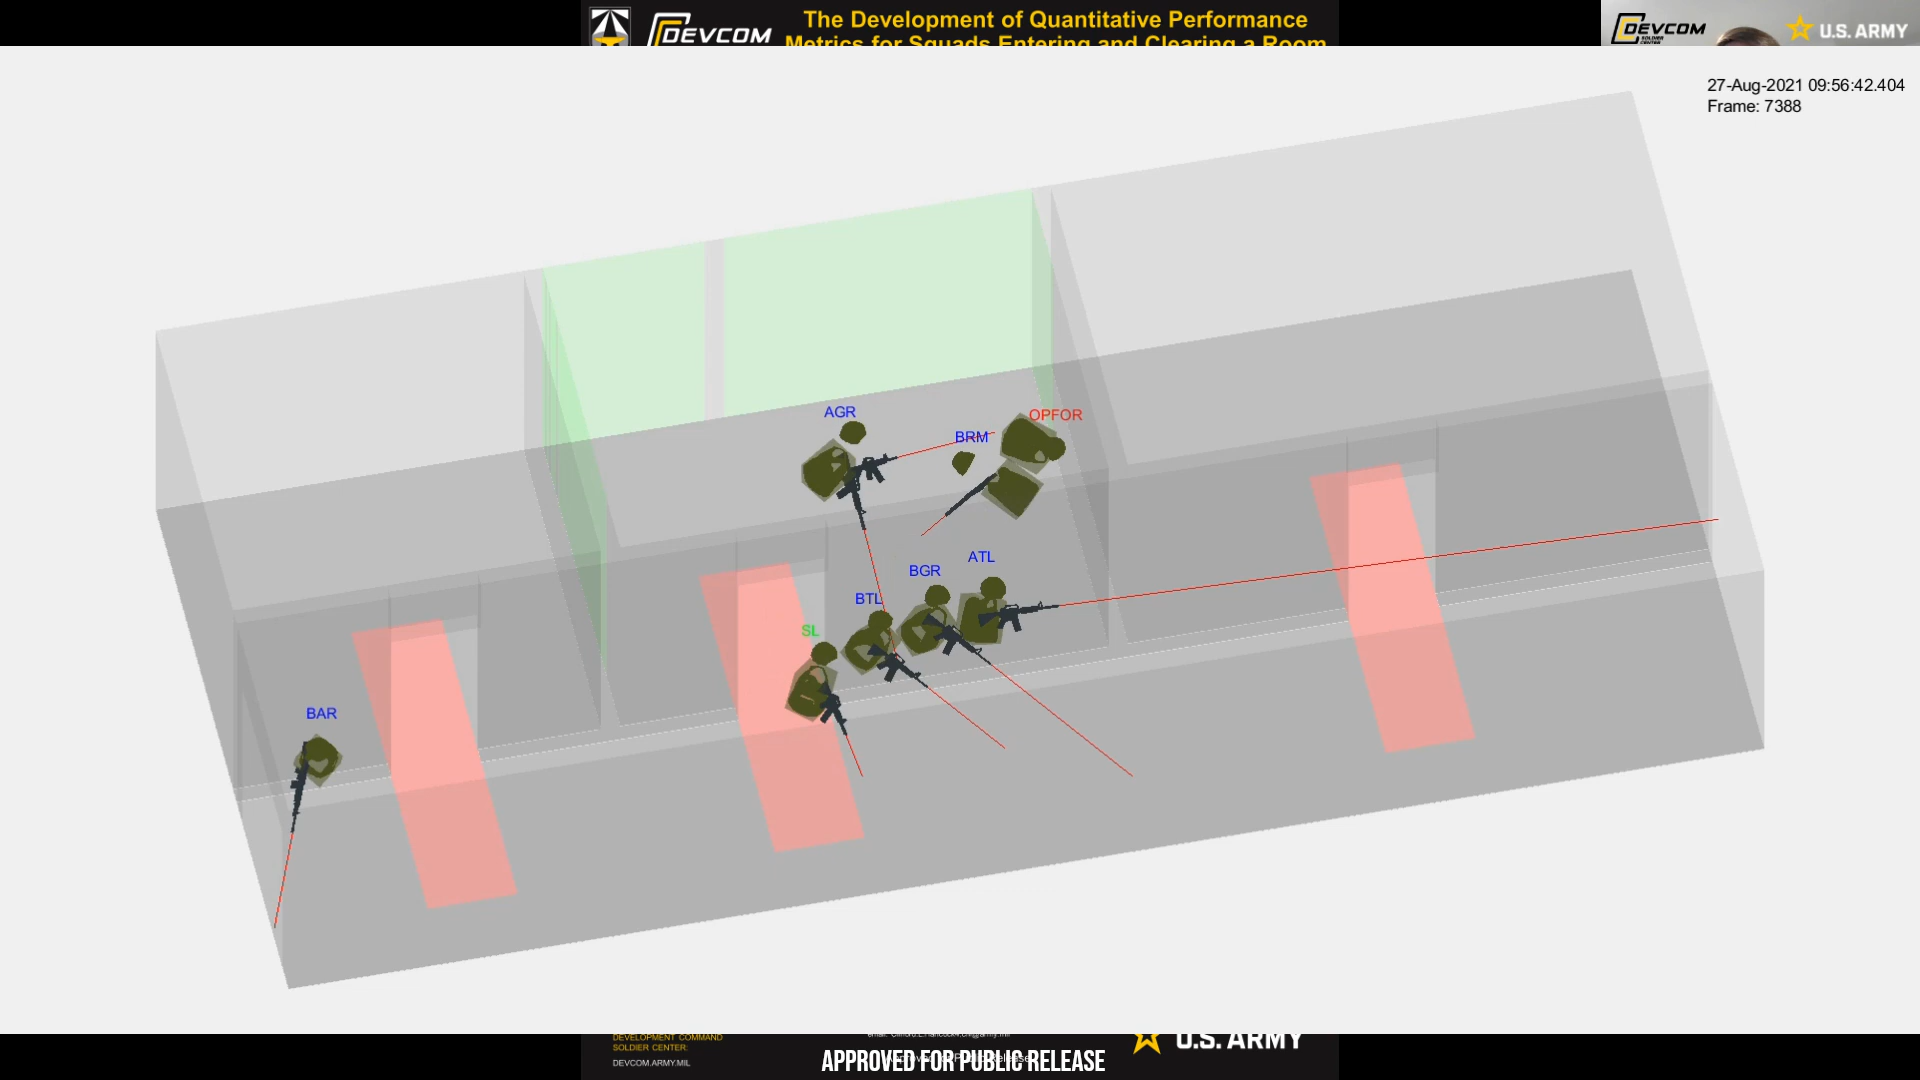 DEVCOM
The Development of Quantitative Performance
Metrics for Squads Entering and Clearing a Room
DEVCOM
SOLDIER CENTER
U.S. ARMY
27-Aug-2021 09:56:42.404
Frame: 7388
AGR
OPFOR
BRM
ATL
BGR
BTL
SL
BAR
DEVELOPMENT COMMAND
SOLDIER CENTER:
DEVCOM.ARMY.MIL
U.S. ARMY
APPROVED FOR PUBLIC RELEASE